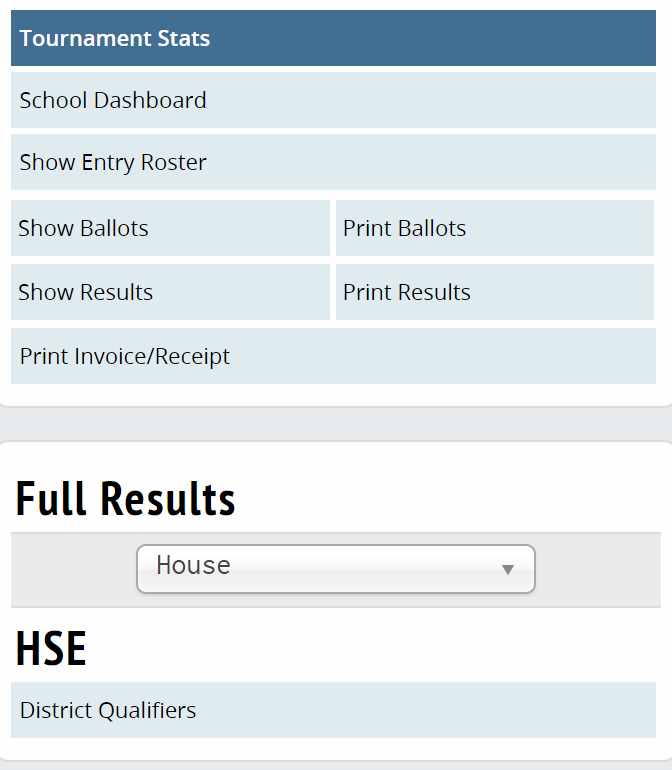 Tournament Stats
School Dashboard
Show Entry Roster
Show Ballots
Print Ballots
Show Results
Print Results
Print Invoice/Receipt
Full Results
House
HSE
District Qualifiers